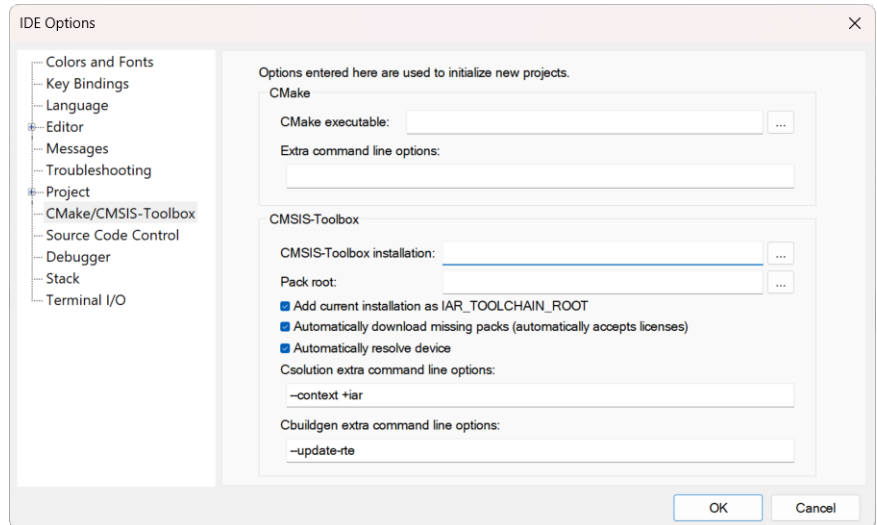 IDE Options
Colors and Fonts
Key Bindings
Language
Editor
Messages
Troubleshooting
Project
CMake/CMSIS-Toolbox
Source Code Control
Debugger
Stack
Terminal I/O
Options entered here are used to initialize new projects.
CMake
CMake executable:
...
Extra command line options:
CMSIS-Toolbox
CMSIS-Toolbox installation:
...
Pack root:
...
Add current installation as IAR_TOOLCHAIN_ROOT
Automatically download missing packs (automatically accepts licenses)
Automatically resolve device
Csolution extra command line options:
--context +iar
Cbuildgen extra command line options:
--update-rte
OK
Cancel